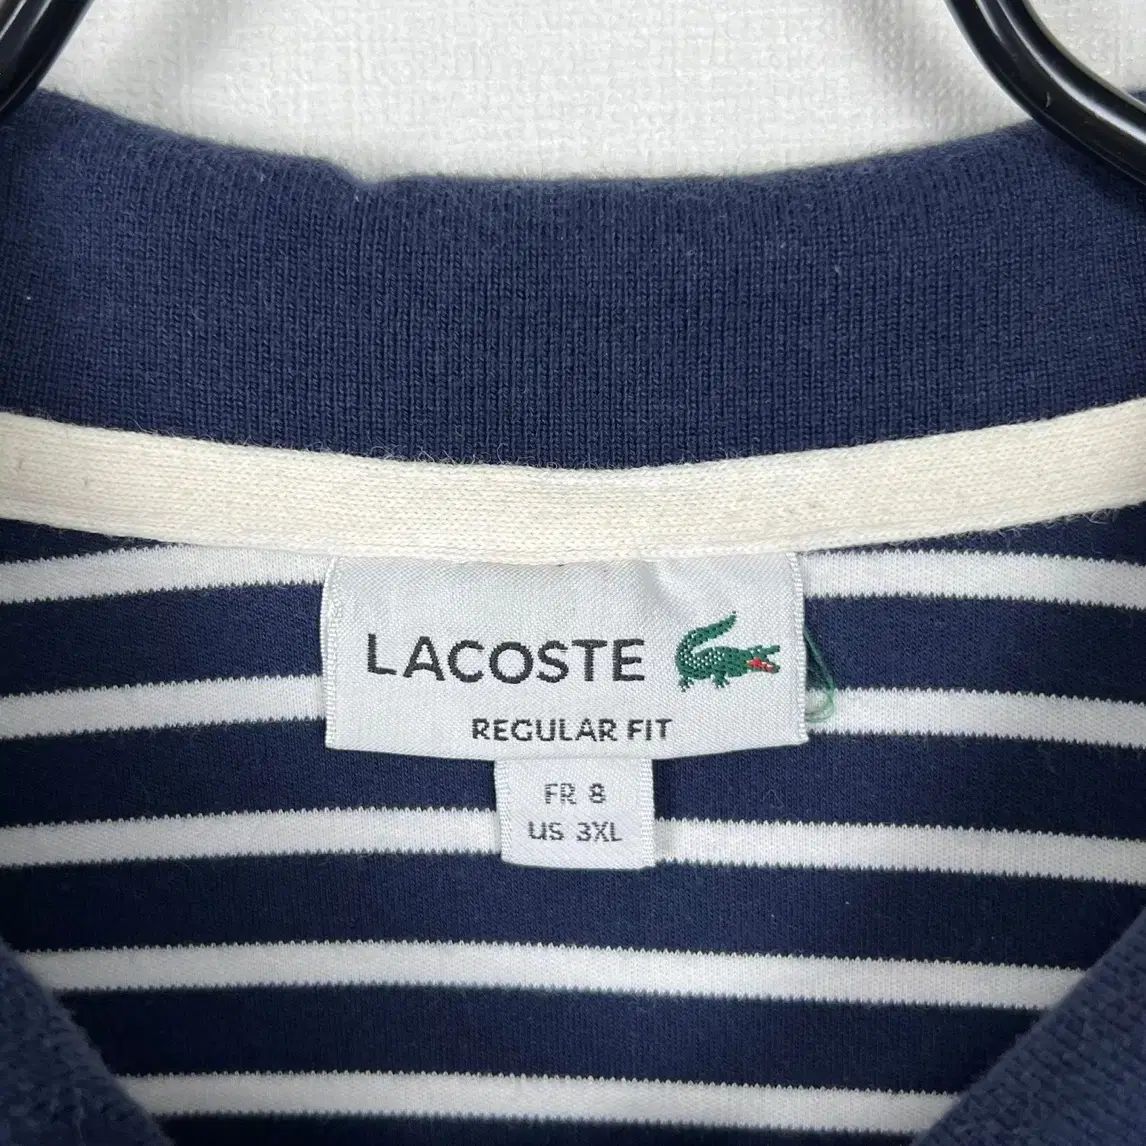 LACOSTE
REGULAR FIT
FR 8
US 3XL